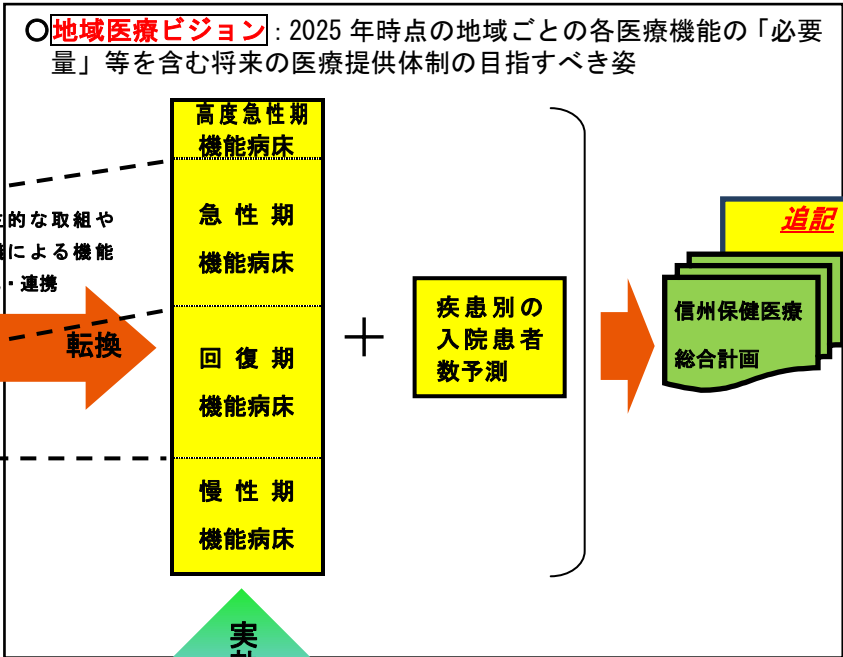 ○地域医療ビジョン：2025 年時点の地域ごとの各医療機能の「必要
量」等を含む将来の医療提供体制の目指すべき姿
的な取組や
による機能
・連携
転換
高度急性期
機能病床
急性期
機能病床
回復期
機能病床
慢性期
機能病床
＋
疾患別の
入院患者
数予測
追記
信州保健医療
総合計画
実